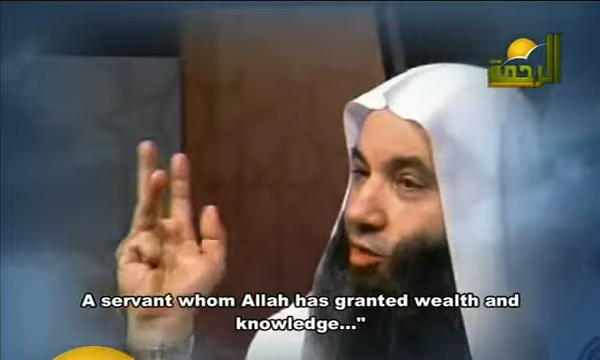 الرحمة
A servant whom Allah has granted wealth and
knowledge..."